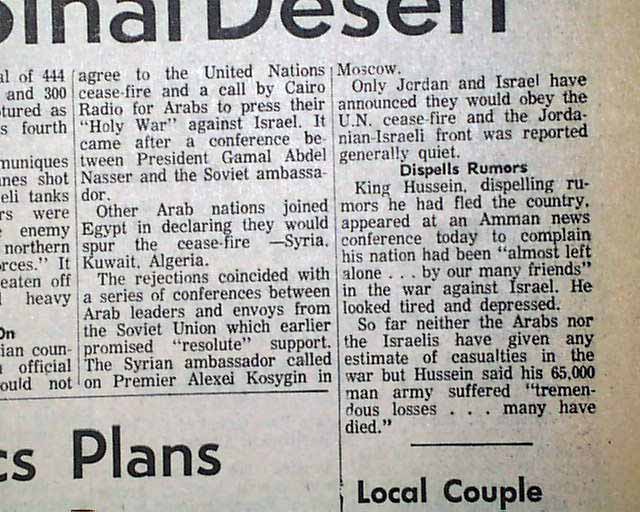 Sinai Desert
al of 444
and 300
tured as
s fourth
muniques
nes shot
eli tanks
rs were
enemy
northern
rces." It
eaten off
heavy
On
ian coun-
official
ould not
agree to the United Nations
cease-fire and a call by Cairo
Radio for Arabs to press their
"Holy War" against Israel. It
came after a conference be-
tween President Gamal Abdel
Nasser and the Soviet ambassa-
dor.
Other Arab nations joined
Egypt in declaring they would
spur the cease-fire —Syria,
Kuwait, Algeria.
The rejections coincided with
a series of conferences between
Arab leaders and envoys from
the Soviet Union which earlier
promised "resolute" support.
The Syrian ambassador called
on Premier Alexei Kosygin in
Moscow.
Only Jordan and Israel have
announced they would obey the
U.N. cease-fire and the Jorda-
nian-Israeli front was reported
generally quiet.
Dispells Rumors
King Hussein, dispelling ru-
mors he had fled the country,
appeared at an Amman news
conference today to complain
his nation had been "almost left
alone . . . by our many friends"
in the war against Israel. He
looked tired and depressed.
So far neither the Arabs nor
the Israelis have given any
estimate of casualties in the
war but Hussein said his 65,000
man army suffered "tremen-
dous losses . . . many have
died."
cs Plans
Local Couple